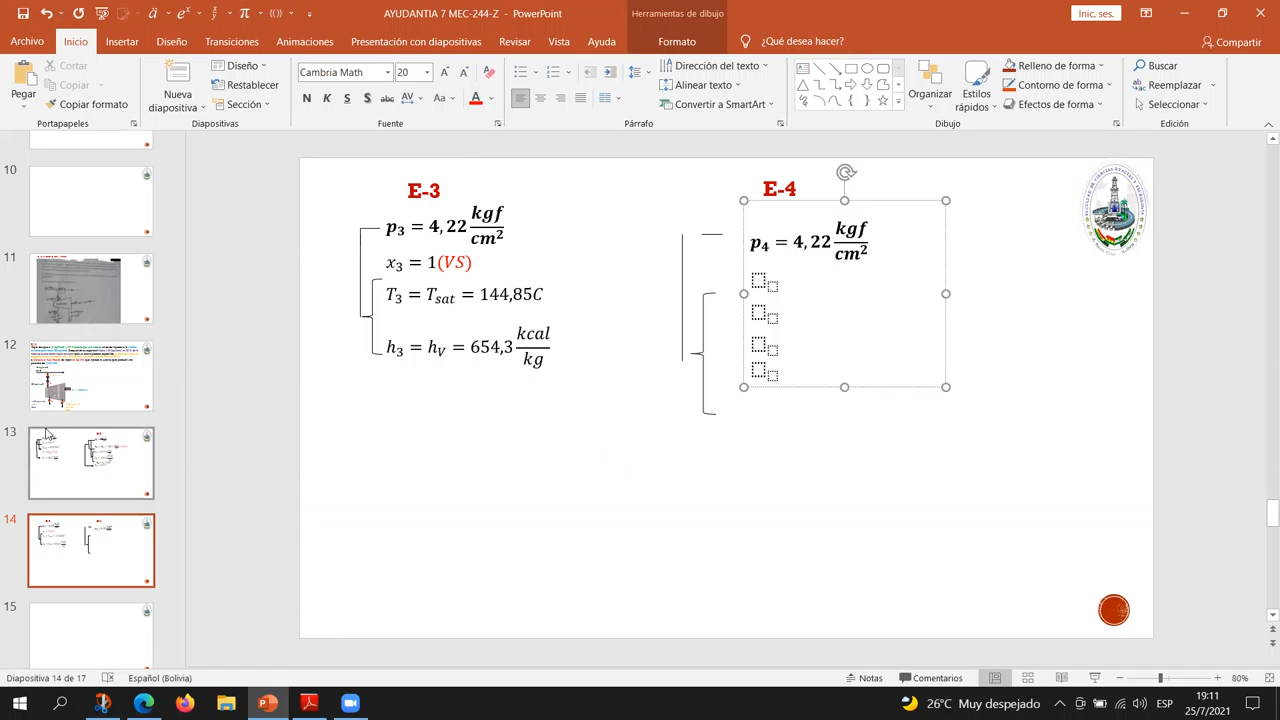 AYUDANTIA 7 MEC-244-Z - PowerPoint
Herramientas de dibujo
Inic. ses.
Archivo
Inicio
Insertar
Diseño
Transiciones
Animaciones
Presentación con diapositivas
Revisar
Vista
Ayuda
Formato
¿Qué desea hacer?
Compartir
Pegar
Cortar
Copiar
Copiar formato
Portapapeles
Nueva diapositiva
Diseño
Restablecer
Sección
Diapositivas
Cambria Math
20
N K S S abc AV Aa A
Fuente
Dirección del texto
Alinear texto
Convertir a SmartArt
Párrafo
Organizar
Estilos rápidos
Relleno de forma
Contorno de forma
Efectos de forma
Dibujo
Buscar
Reemplazar
Seleccionar
Edición
10
11
12
13
14
15
E-3
p3 = 4,22 kgf/cm²
x3 = 1(VS)
T3 = Tsat = 144,85C
h3 = hV = 654,3 kcal/kg
E-4
p4 = 4,22 kgf/cm²
Diapositiva 14 de 17
Español (Bolivia)
Notas
Comentarios
80%
26°C Muy despejado
ESP
19:11
25/7/2021